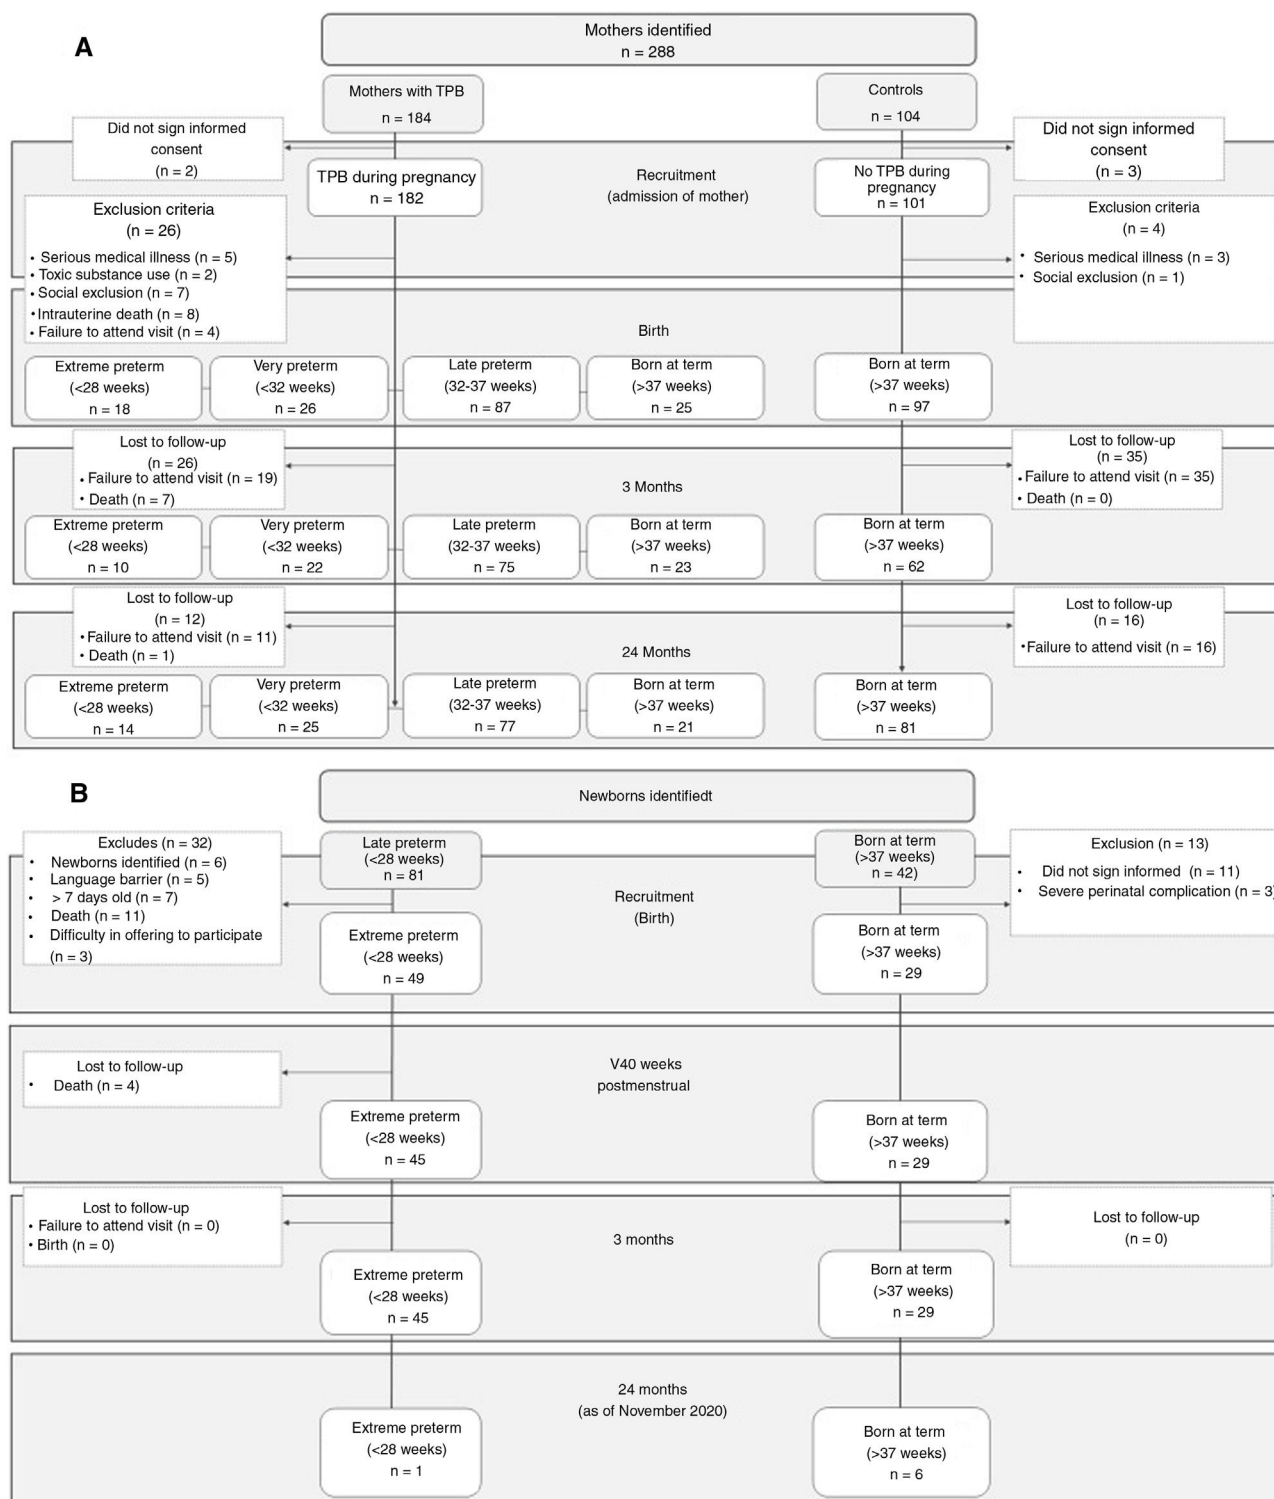 A
Mothers identified
n = 288
Mothers with TPB
n = 184
Controls
n = 104
Did not sign informed
consent
(n = 2)
Did not sign informed
consent
(n = 3)
TPB during pregnancy
n = 182
Recruitment
(admission of mother)
No TPB during
pregnancy
n = 101
Exclusion criteria
(n = 26)
• Serious medical illness (n = 5)
• Toxic substance use (n = 2)
• Social exclusion (n = 7)
• Intrauterine death (n = 8)
• Failure to attend visit (n = 4)
Exclusion criteria
(n = 4)
• Serious medical illness (n = 3)
• Social exclusion (n = 1)
Birth
Extreme preterm
(<28 weeks)
n = 18
Very preterm
(<32 weeks)
n = 26
Late preterm
(32-37 weeks)
n = 87
Born at term
(>37 weeks)
n = 25
Born at term
(>37 weeks)
n = 97
Lost to follow-up
(n = 26)
• Failure to attend visit (n = 19)
• Death (n = 7)
3 Months
Lost to follow-up
(n = 35)
• Failure to attend visit (n = 35)
• Death (n = 0)
Extreme preterm
(<28 weeks)
n = 10
Very preterm
(<32 weeks)
n = 22
Late preterm
(32-37 weeks)
n = 75
Born at term
(>37 weeks)
n = 23
Born at term
(>37 weeks)
n = 62
Lost to follow-up
(n = 12)
• Failure to attend visit (n = 11)
• Death (n = 1)
24 Months
Lost to follow-up
(n = 16)
• Failure to attend visit (n = 16)
Extreme preterm
(<28 weeks)
n = 14
Very preterm
(<32 weeks)
n = 25
Late preterm
(32-37 weeks)
n = 77
Born at term
(>37 weeks)
n = 21
Born at term
(>37 weeks)
n = 81
B
Newborns identifiedt
Excludes (n = 32)
• Newborns identified (n = 6)
• Language barrier (n = 5)
• > 7 days old (n = 7)
• Death (n = 11)
• Difficulty in offering to participate
(n = 3)
Late preterm
(<28 weeks)
n = 81
Born at term
(>37 weeks)
n = 42)
Exclusion (n = 13)
• Did not sign informed (n = 11)
• Severe perinatal complication (n = 3)
Recruitment
(Birth)
Extreme preterm
(<28 weeks)
n = 49
Born at term
(>37 weeks)
n = 29
Lost to follow-up
• Death (n = 4)
V40 weeks
postmenstrual
Extreme preterm
(<28 weeks)
n = 45
Born at term
(>37 weeks)
n = 29
Lost to follow-up
• Failure to attend visit (n = 0)
• Birth (n = 0)
3 months
Lost to follow-up
(n = 0)
Extreme preterm
(<28 weeks)
n = 45
Born at term
(>37 weeks)
n = 29
24 months
(as of November 2020)
Extreme preterm
(<28 weeks)
n = 1
Born at term
(>37 weeks)
n = 6